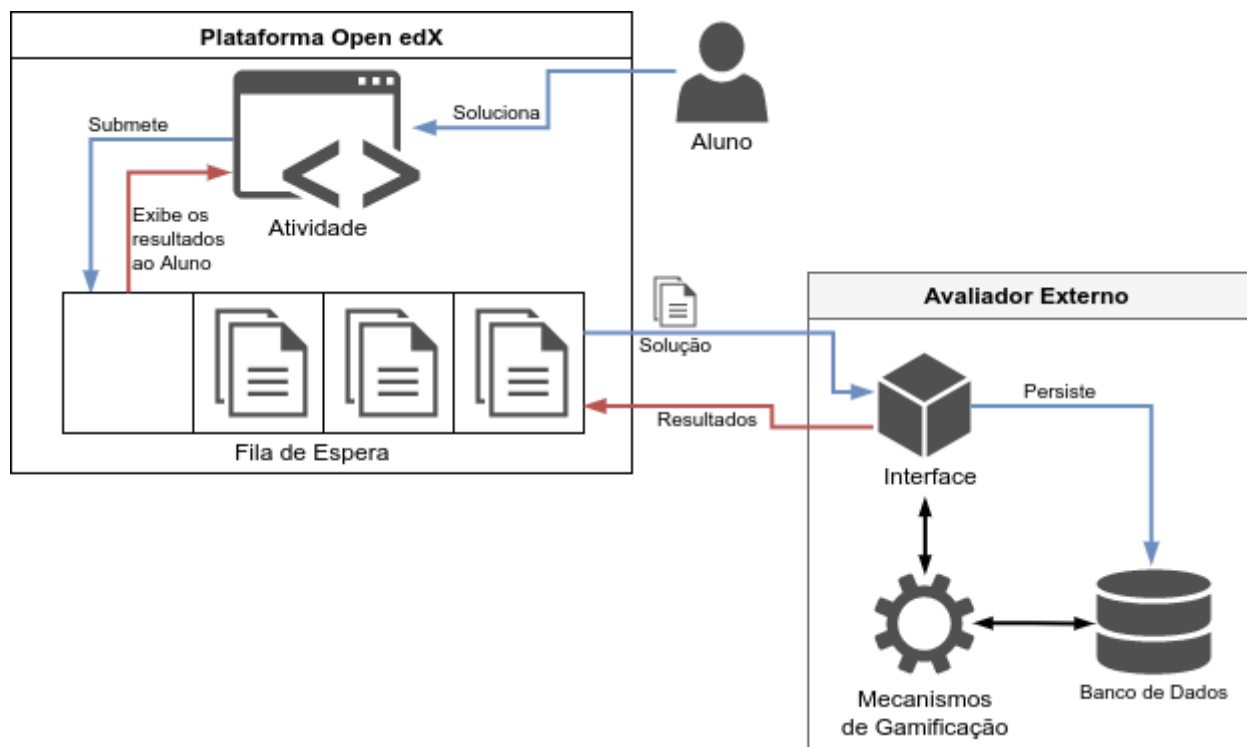 Plataforma Open edX
Soluciona
Submete
Aluno
Exibe os
resultados
ao Aluno
Atividade
Solução
Avaliador Externo
Persiste
Resultados
Fila de Espera
Interface
Mecanismos
de Gamificação
Banco de Dados